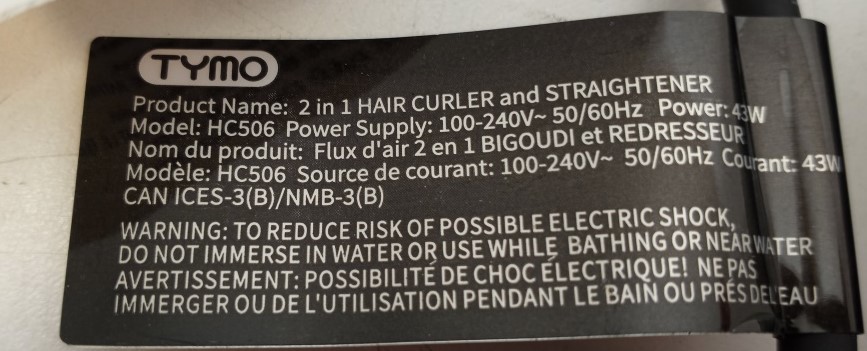 TYMO
Product Name: 2 in 1 HAIR CURLER and STRAIGHTENER
Model: HC506 Power Supply: 100-240V~ 50/60Hz Power: 43W
Nom du produit: Flux d'air 2 en 1 BIGOUDI et REDRESSEUR
Modèle: HC506 Source de courant: 100-240V~ 50/60Hz Courant: 43W
CAN ICES-3(B)/NMB-3(B)
WARNING: TO REDUCE RISK OF POSSIBLE ELECTRIC SHOCK,
DO NOT IMMERSE IN WATER OR USE WHILE BATHING OR NEAR WATER
AVERTISSEMENT: POSSIBILITÉ DE CHOC ÉLECTRIQUE! NE PAS
IMMERGER OU DE L'UTILISATION PENDANT LE BAIN OU PRÉS DEL'EAU